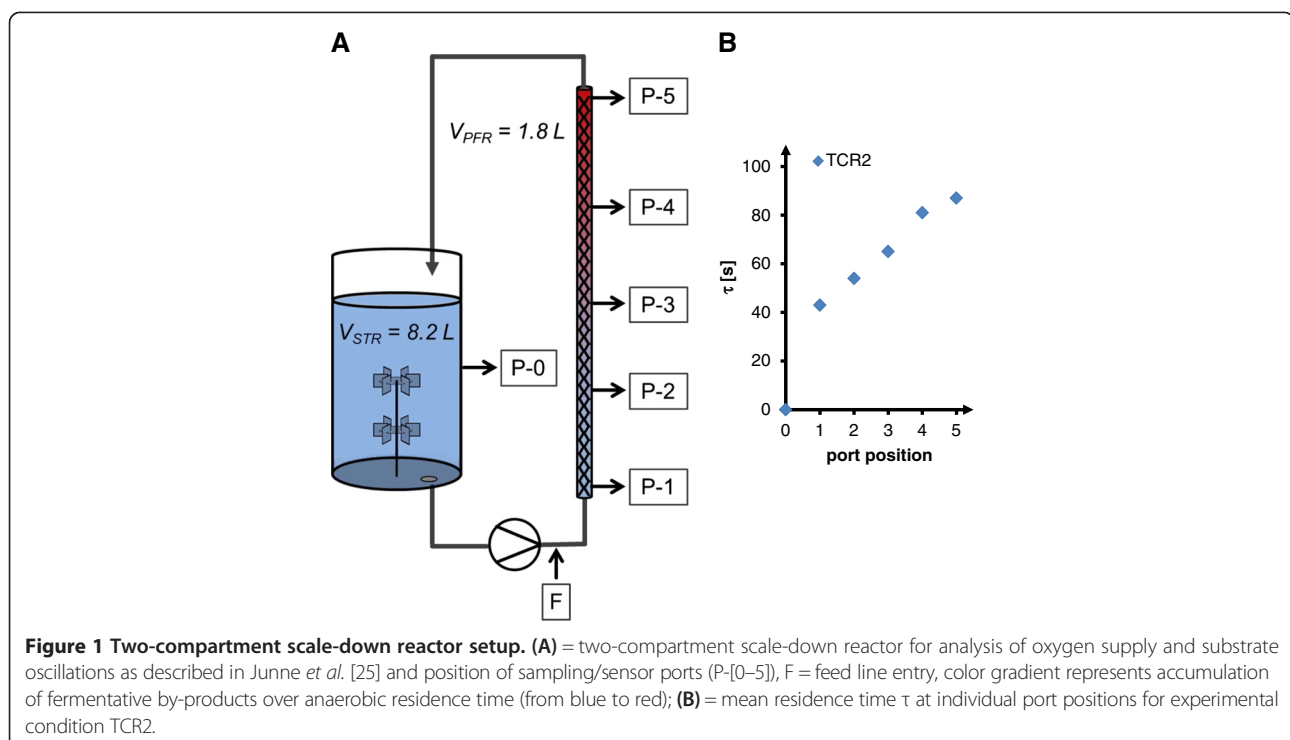 A
B
P-5
V_PFR = 1.8 L
P-4
P-3
V_STR = 8.2 L
P-0
P-2
P-1
F
TCR2
100
80
60
40
20
0
τ [s]
0 1 2 3 4 5
port position
Figure 1 Two-compartment scale-down reactor setup. (A) = two-compartment scale-down reactor for analysis of oxygen supply and substrate
oscillations as described in Junne et al. [25] and position of sampling/sensor ports (P-[0–5]), F = feed line entry, color gradient represents accumulation
of fermentative by-products over anaerobic residence time (from blue to red); (B) = mean residence time τ at individual port positions for experimental
condition TCR2.